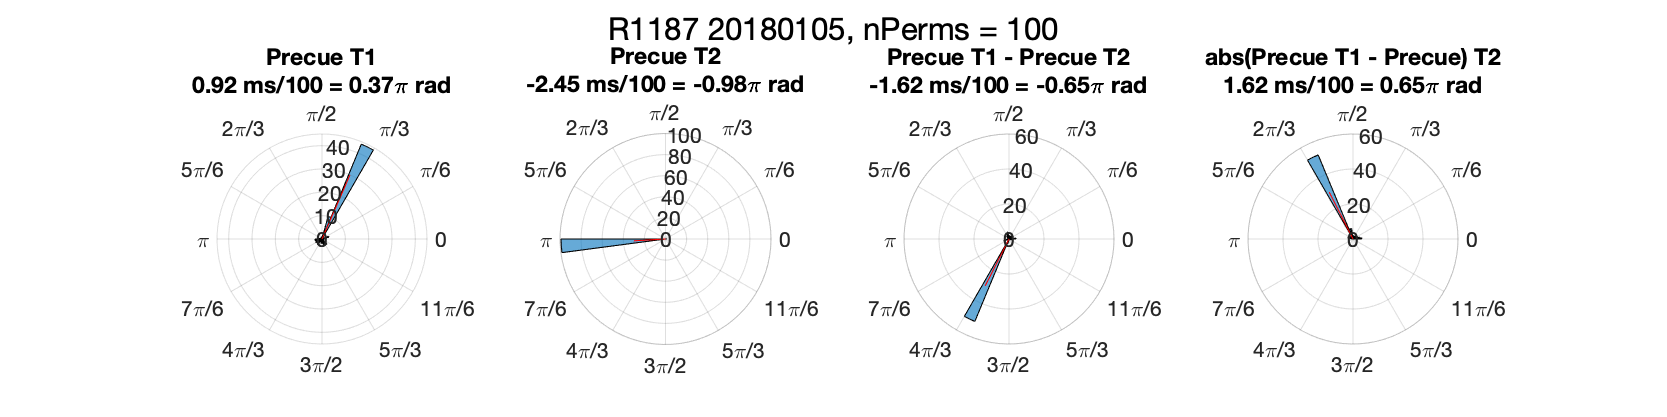 R1187 20180105, nPerms = 100
Precue T1
0.92 ms/100 = 0.37π rad
π/2
2π/3
π/3
5π/6
π/6
π
0
7π/6
11π/6
4π/3
5π/3
3π/2
40
30
20
10
0
Precue T2
-2.45 ms/100 = -0.98π rad
π/2
2π/3
π/3
5π/6
π/6
π
0
7π/6
11π/6
4π/3
5π/3
3π/2
100
80
60
40
20
0
Precue T1 - Precue T2
-1.62 ms/100 = -0.65π rad
π/2
2π/3
π/3
5π/6
π/6
π
0
7π/6
11π/6
4π/3
5π/3
3π/2
60
40
20
0
abs(Precue T1 - Precue) T2
1.62 ms/100 = 0.65π rad
π/2
2π/3
π/3
5π/6
π/6
π
0
7π/6
11π/6
4π/3
5π/3
3π/2
60
40
20
0